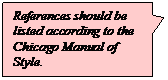 References should be
listed according to the
Chicago Manual of
Style.